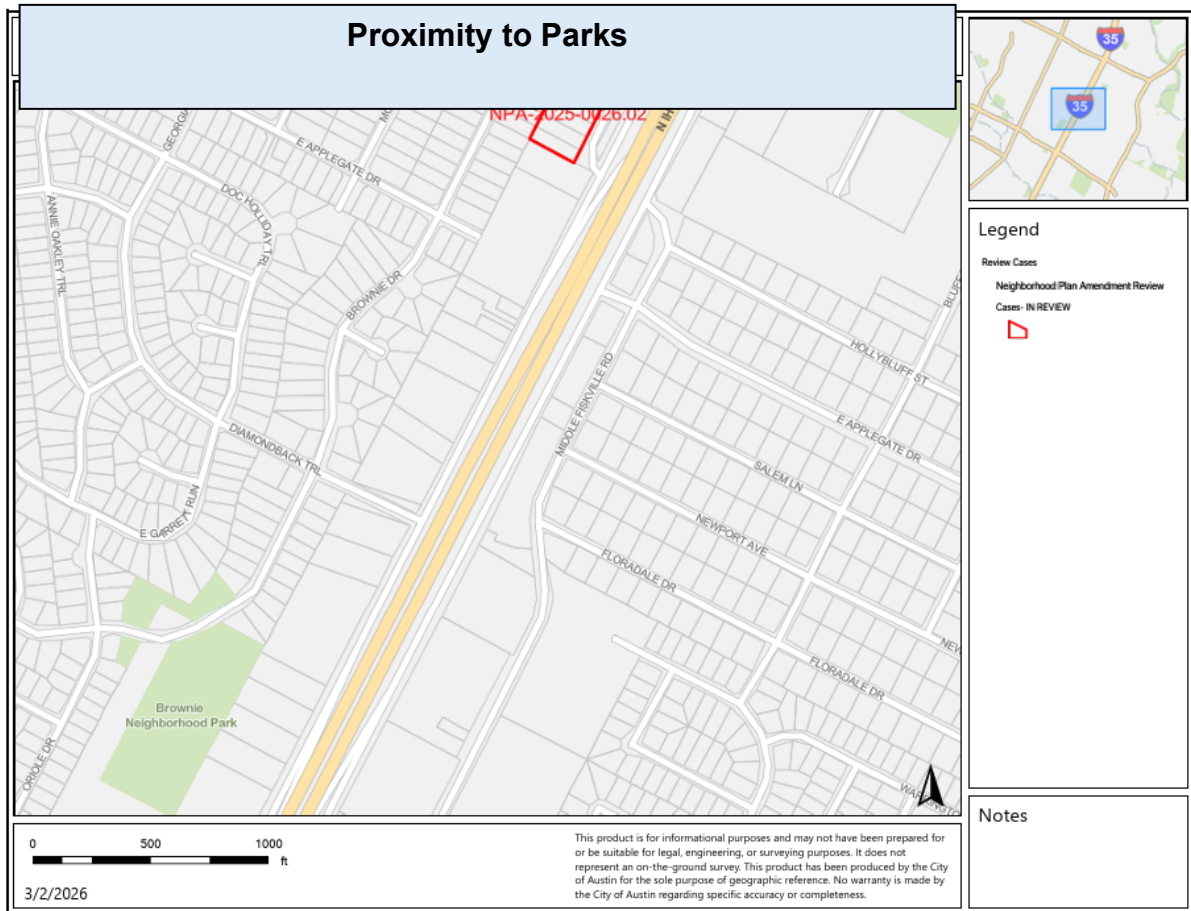 Proximity to Parks
35
35
NPA-2025-0026.02
N IH
GEORGIA
E APPLEGATE DR
DOC HOLLIDAY TRL
ANNIE OAKLEY TRL
BROWNIE DR
HOLLYBLUFF ST
MIDDLE FISKVILLE RD
E APPLEGATE DR
DIAMONDBACK TRL
SALEM LN
E GARRETT RUN
NEWPORT AVE
FLORADALE DR
NEW
FLORADALE DR
Brownie
Neighborhood Park
ORIOLE DR
Legend
Review Cases
Neighborhood Plan Amendment Review
Cases- IN REVIEW
Notes
0 500 1000
ft
3/2/2026
This product is for informational purposes and may not have been prepared for
or be suitable for legal, engineering, or surveying purposes. It does not
represent an on-the-ground survey. This product has been produced by the City
of Austin for the sole purpose of geographic reference. No warranty is made by
the City of Austin regarding specific accuracy or completeness.